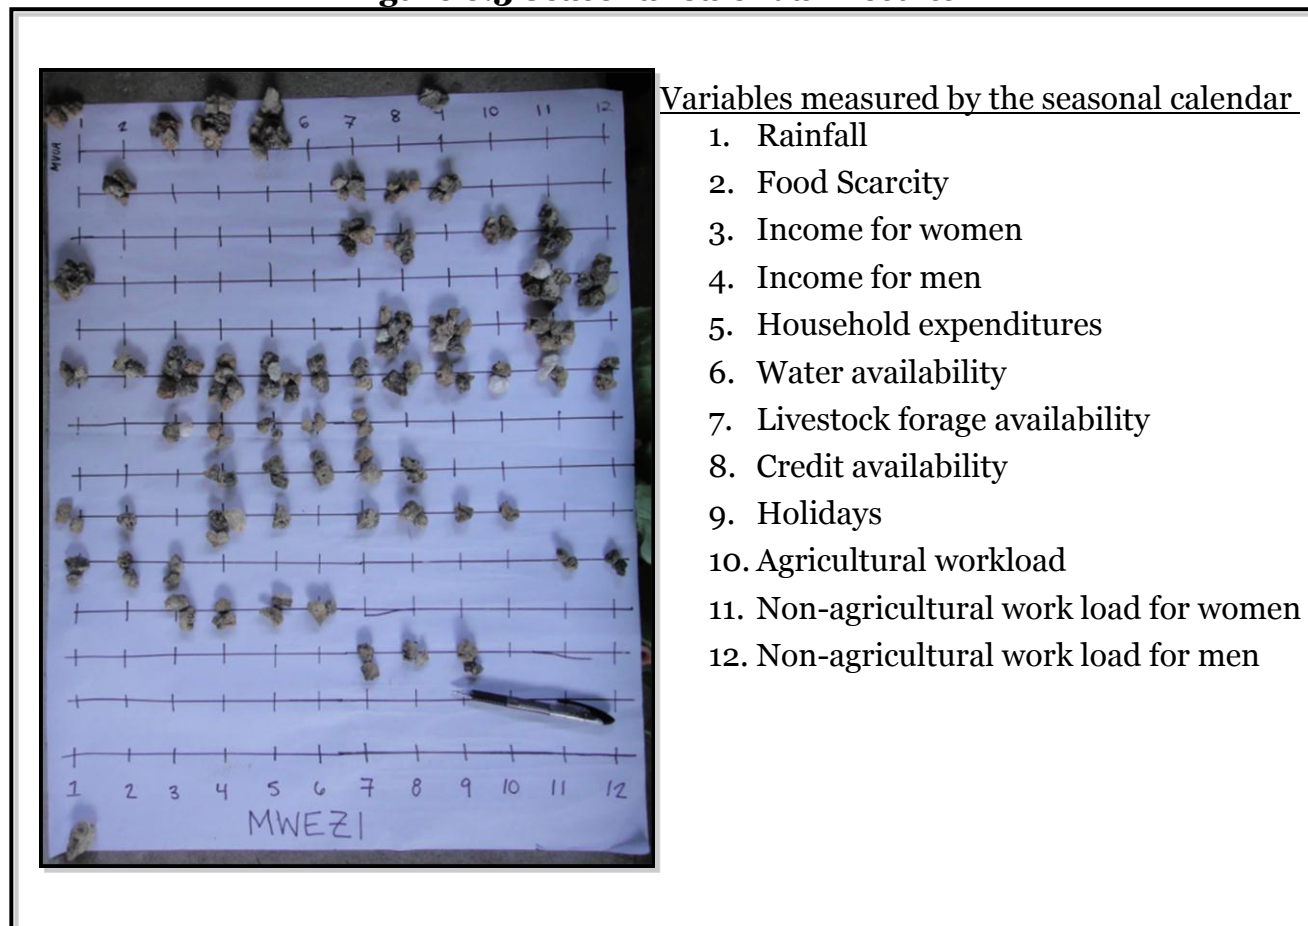 1 2 6 7 8 9 10 11 12
MVUA
1 2 3 4 5 6 7 8 9 10 11 12
MWEZI
Variables measured by the seasonal calendar
1. Rainfall
2. Food Scarcity
3. Income for women
4. Income for men
5. Household expenditures
6. Water availability
7. Livestock forage availability
8. Credit availability
9. Holidays
10. Agricultural workload
11. Non-agricultural work load for women
12. Non-agricultural work load for men